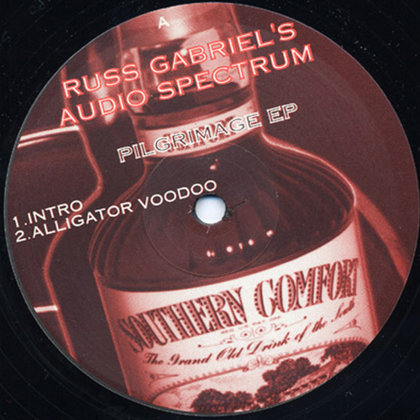 A
RUSS GABRIEL'S
AUDIO SPECTRUM
PILGRIMAGE EP
1.INTRO
2.ALLIGATOR VOODOO
SOUTHERN COMFORT
The Grand Old Drink of the South